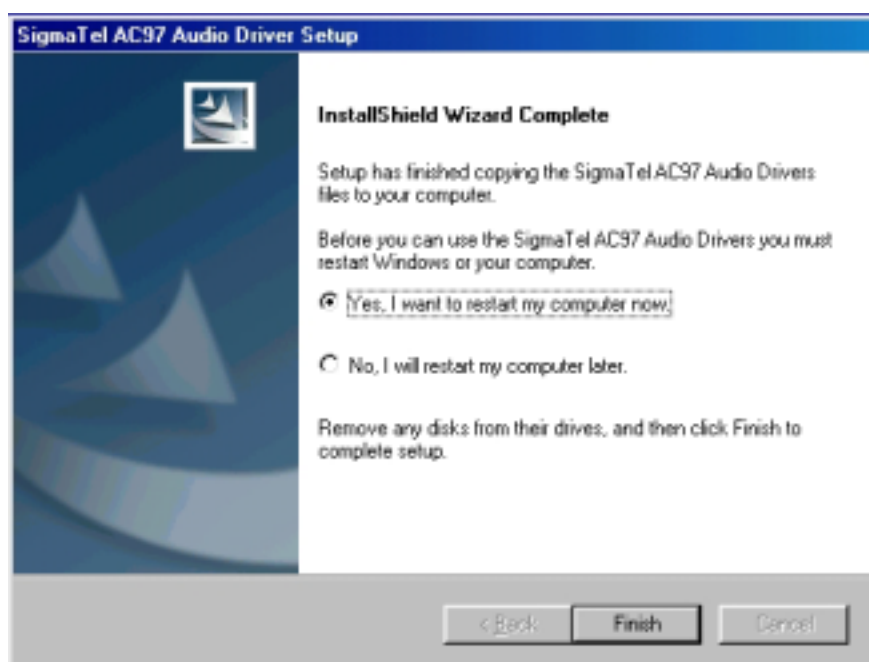 SigmaTel AC97 Audio Driver Setup
InstallShield Wizard Complete
Setup has finished copying the SigmaTel AC97 Audio Drivers
files to your computer.
Before you can use the SigmaTel AC97 Audio Drivers you must
restart Windows or your computer.
Yes, I want to restart my computer now.
No, I will restart my computer later.
Remove any disks from their drives, and then click Finish to
complete setup.
< Back Finish Cancel